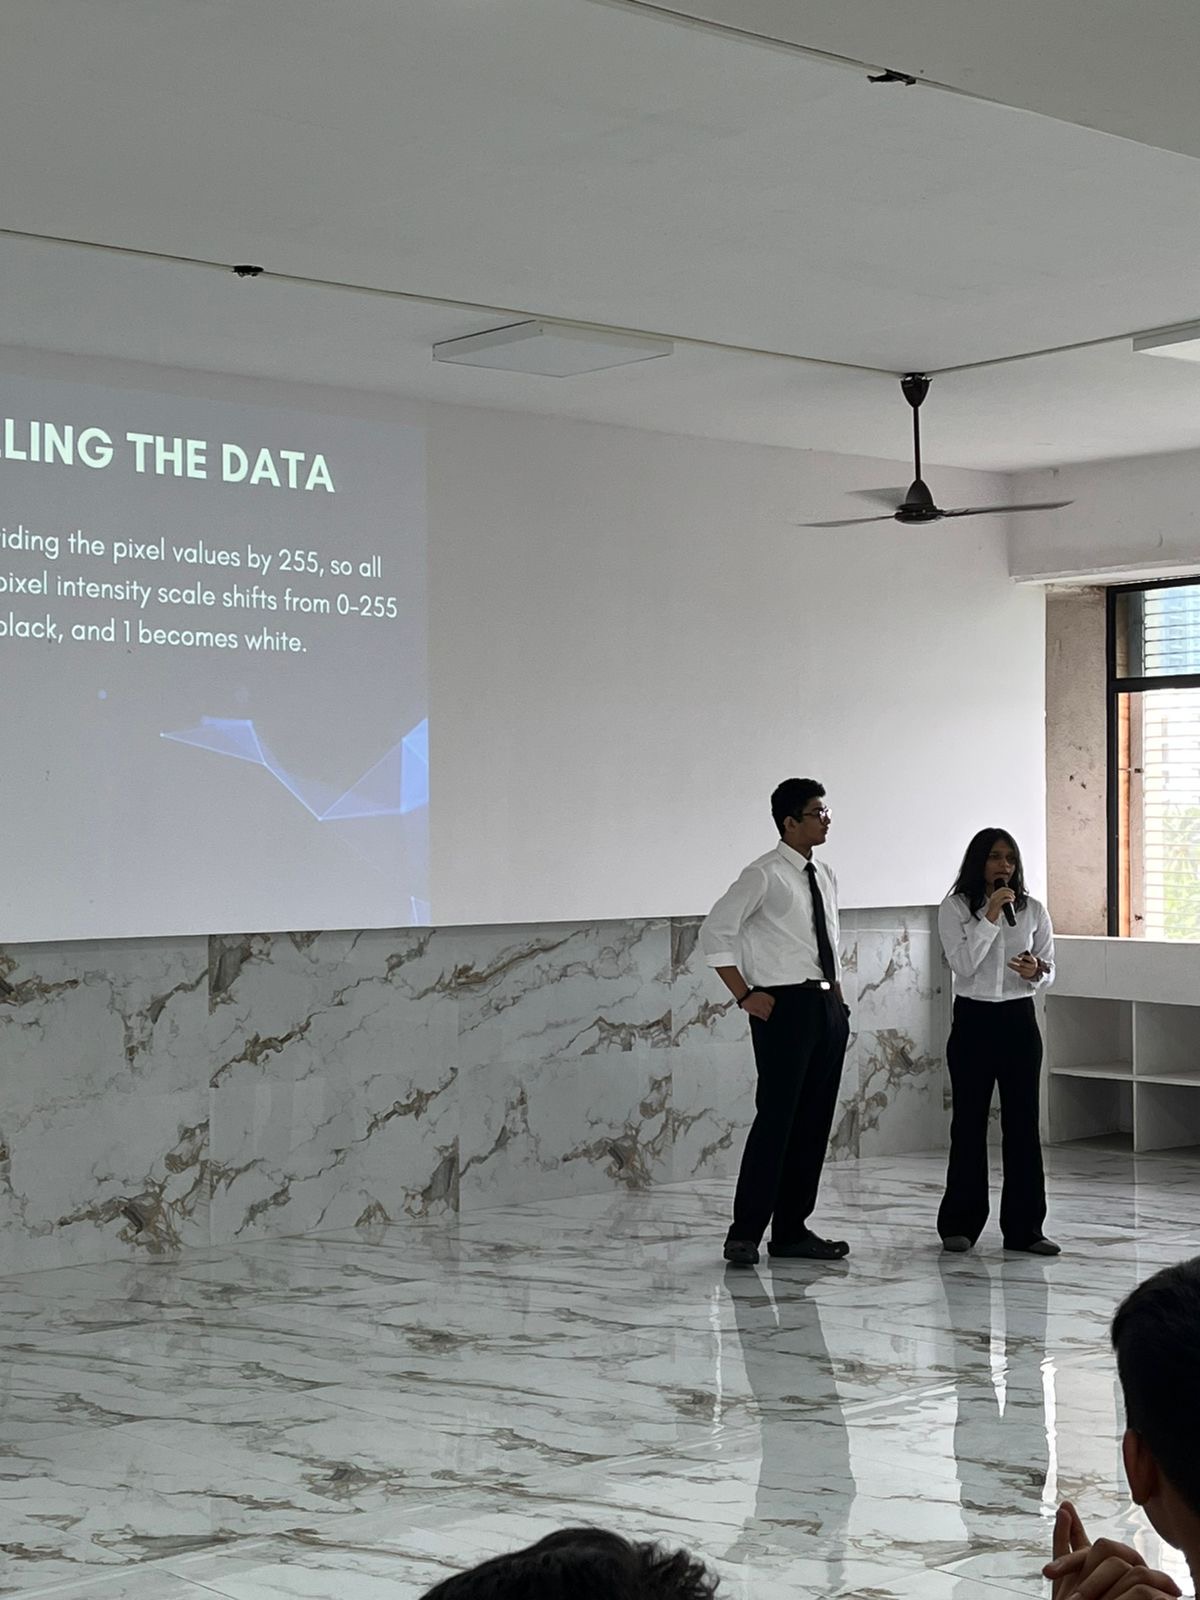 LING THE DATA
iding the pixel values by 255, so all
pixel intensity scale shifts from 0-255
black, and 1 becomes white.